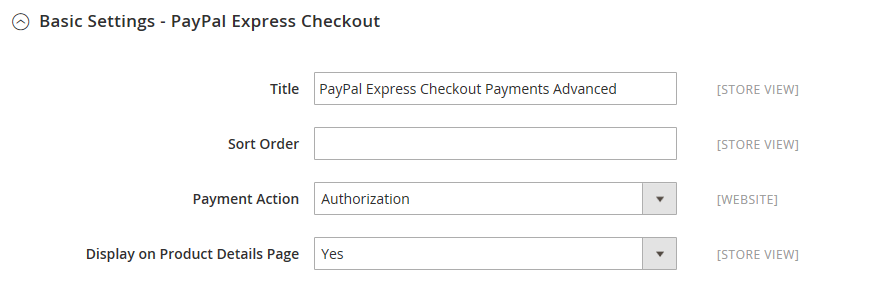 Basic Settings - PayPal Express Checkout
Title PayPal Express Checkout Payments Advanced [STORE VIEW]
Sort Order [STORE VIEW]
Payment Action Authorization [WEBSITE]
Display on Product Details Page Yes [STORE VIEW]